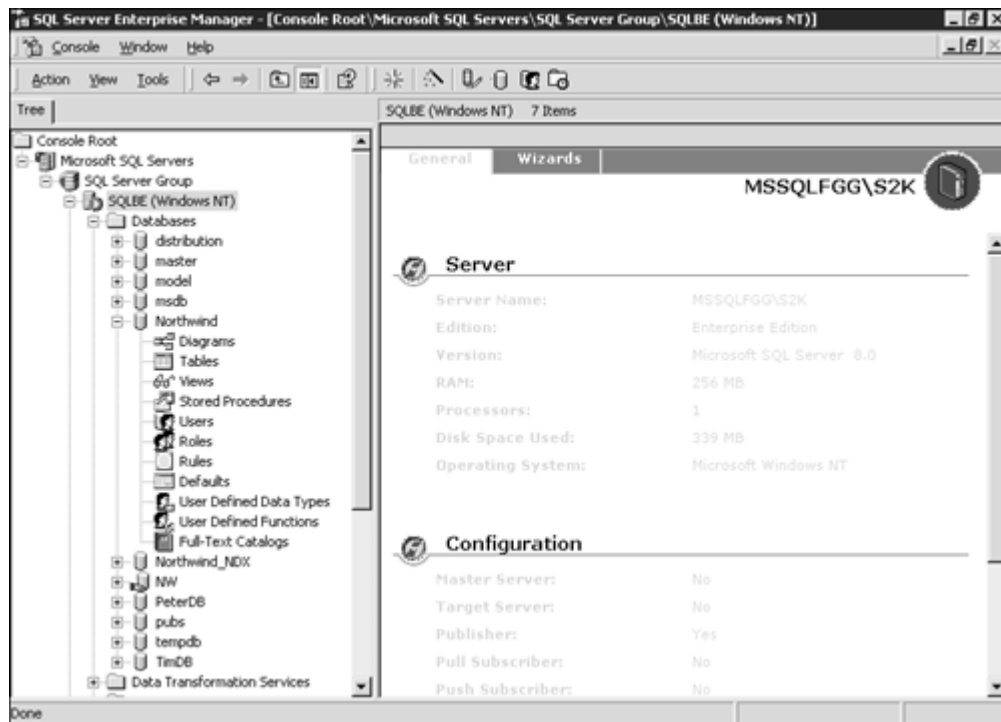 SQL Server Enterprise Manager - [Console Root\Microsoft SQL Servers\SQL Server Group\SQLBE (Windows NT)]
Console Window Help
Action View Tools
Tree
SQLBE (Windows NT) 7 Items
Console Root
Microsoft SQL Servers
SQL Server Group
SQLBE (Windows NT)
Databases
distribution
master
model
msdb
Northwind
Diagrams
Tables
Views
Stored Procedures
Users
Roles
Rules
Defaults
User Defined Data Types
User Defined Functions
Full-Text Catalogs
Northwind_NDX
NW
PeterDB
pubs
tempdb
TimDB
Data Transformation Services
General Wizards
MSSQLFGG\S2K
Server
Server Name: MSSQLFGG\S2K
Edition: Enterprise Edition
Version: Microsoft SQL Server 8.0
RAM: 256 MB
Processors: 1
Disk Space Used: 339 MB
Operating System: Microsoft Windows NT
Configuration
Master Server: No
Target Server: No
Publisher: Yes
Pull Subscriber: No
Push Subscriber: No
Done